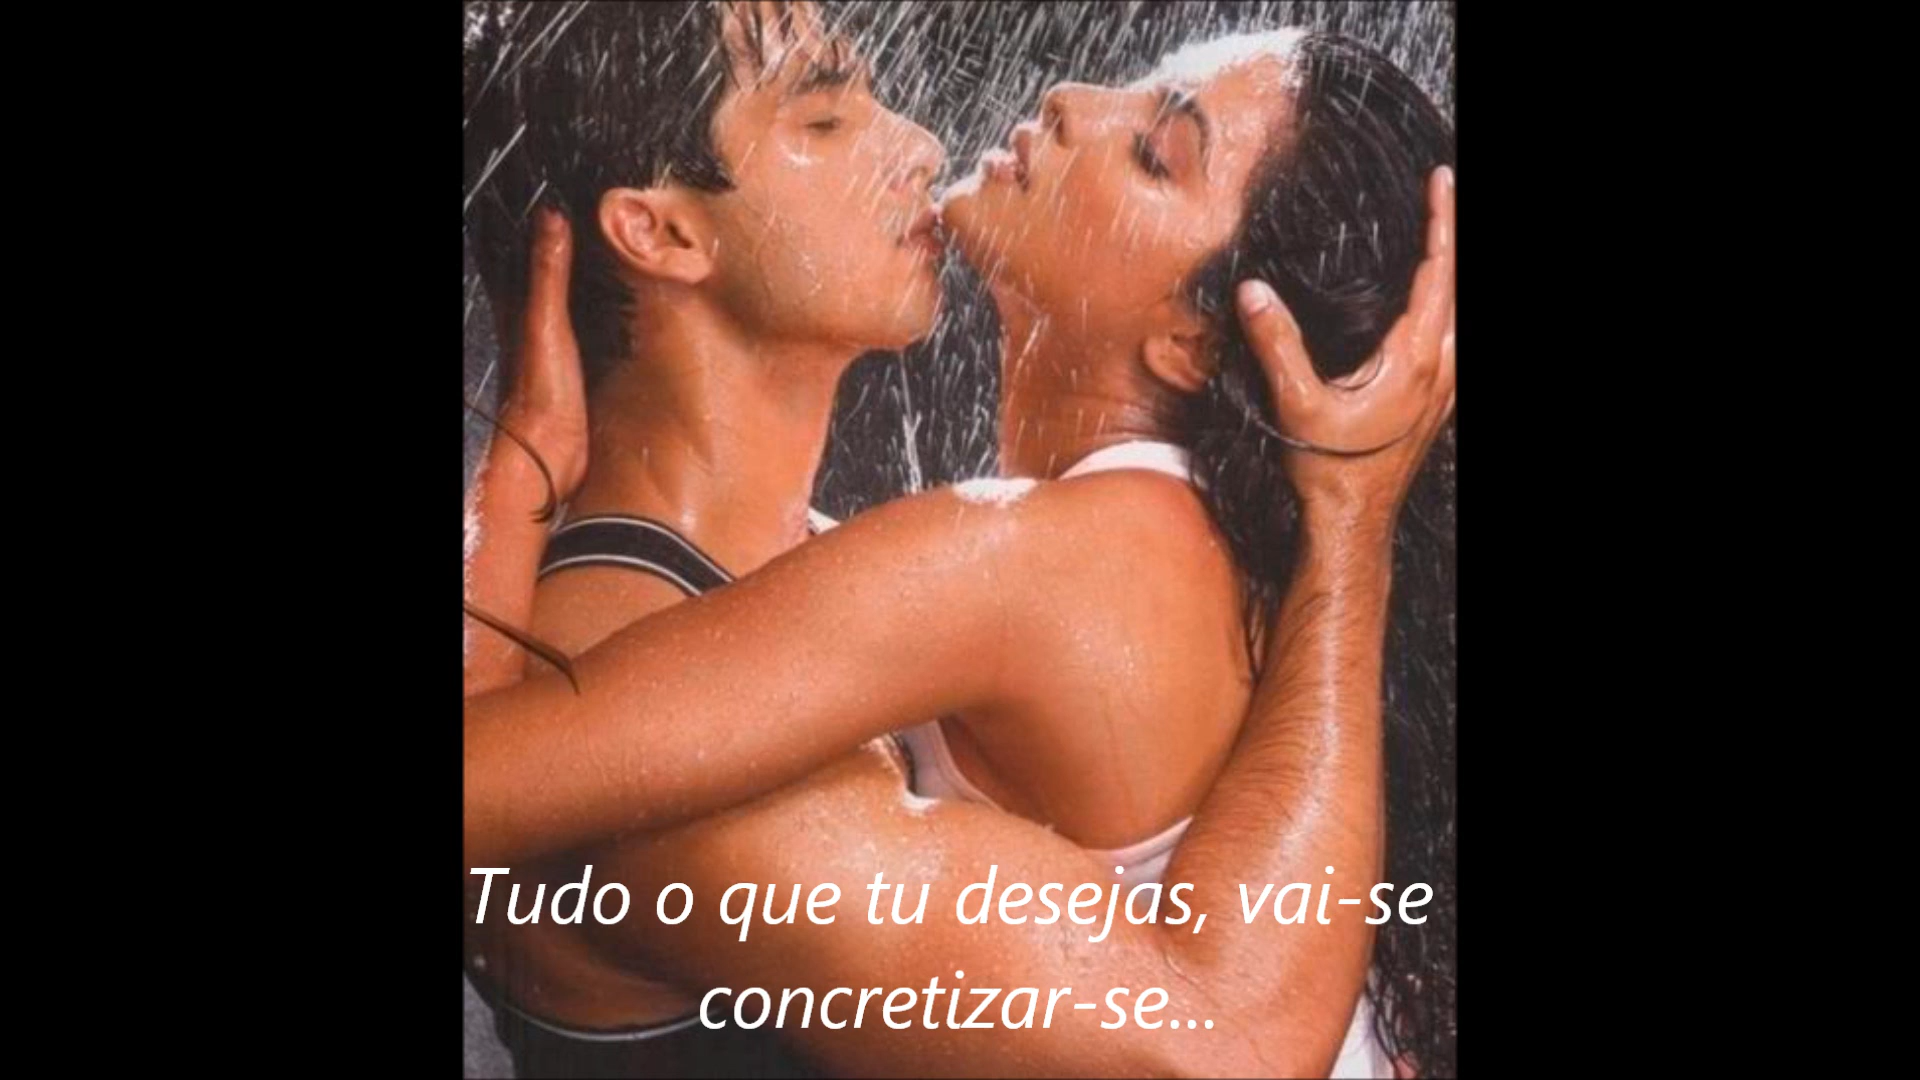 Tudo o que tu desejas, vai-se
concretizar-se...